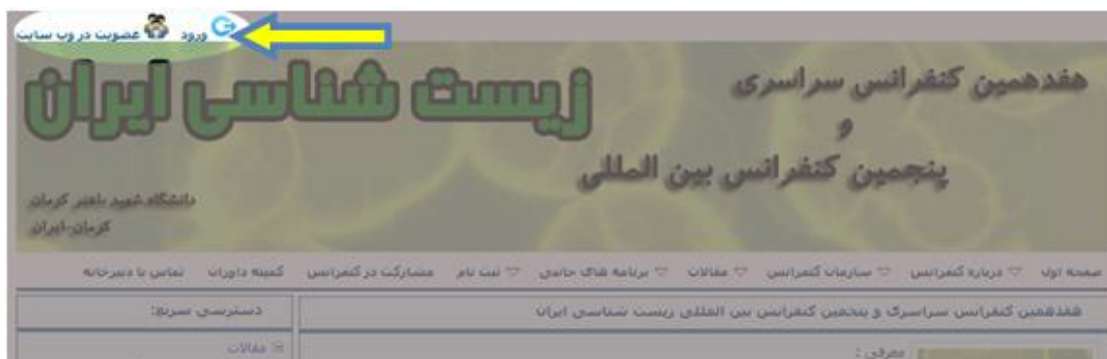 ورود عضویت در وب سایت
هفدهمین کنفرانس سراسری
و
پنجمین کنفرانس بین المللی
زیست شناسی ایران
دانشگاه شهید باهنر کرمان
کرمان-ایران
صفحه اول درباره کنفرانس سازمان کنفرانس مقالات برنامه های جانبی ثبت نام مشارکت در کنفرانس کمیته داوران تماس با دبیرخانه
هفدهمین کنفرانس سراسری و پنجمین کنفرانس بین المللی زیست شناسی ایران
معرفی :
دسترسی سریع:
مقالات